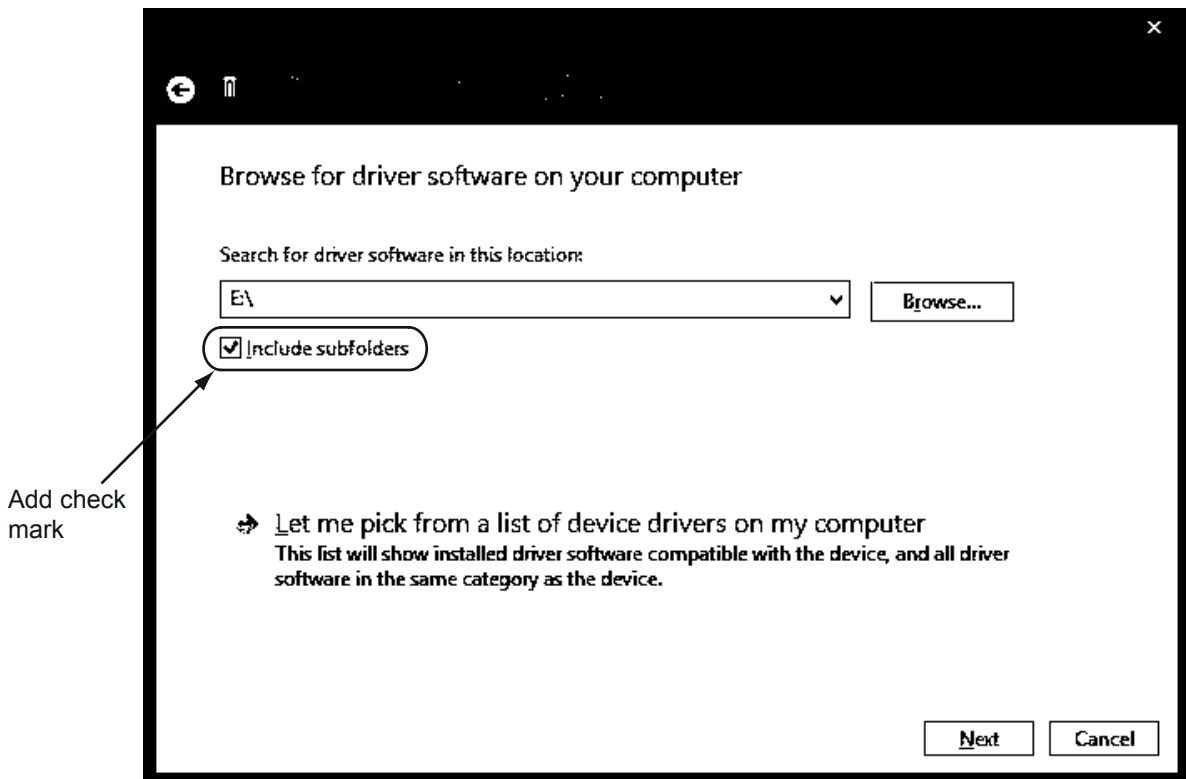 Browse for driver software on your computer
Search for driver software in this location:
E:\
Browse...
Include subfolders
Add check
mark
Let me pick from a list of device drivers on my computer
This list will show installed driver software compatible with the device, and all driver
software in the same category as the device.
Next
Cancel